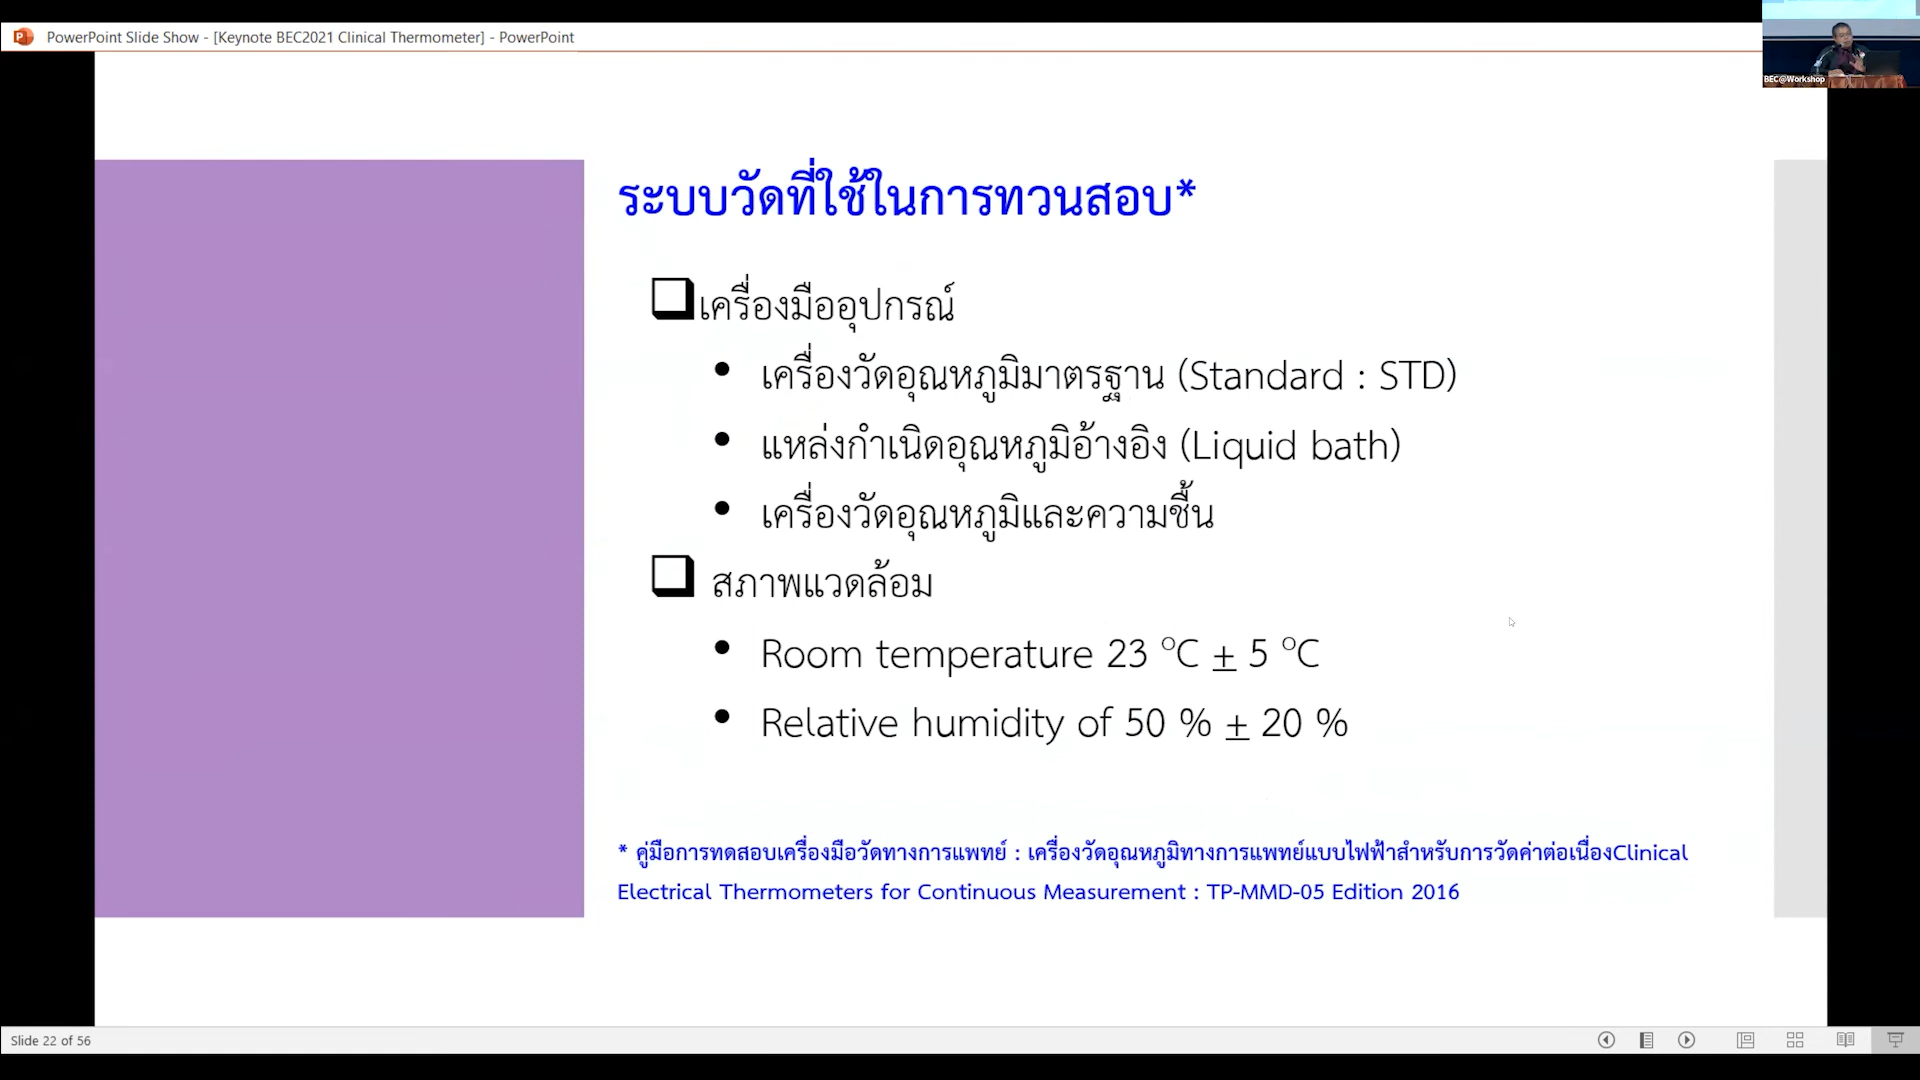 PowerPoint Slide Show - [Keynote BEC2021 Clinical Thermometer] - PowerPoint
BEC@Workshop
ระบบวัดที่ใช้ในการทวนสอบ*
เครื่องมืออุปกรณ์
• เครื่องวัดอุณหภูมิมาตรฐาน (Standard : STD)
• แหล่งกำเนิดอุณหภูมิอ้างอิง (Liquid bath)
• เครื่องวัดอุณหภูมิและความชื้น
สภาพแวดล้อม
• Room temperature 23 °C ± 5 °C
• Relative humidity of 50 % ± 20 %
* คู่มือการทดสอบเครื่องมือวัดทางการแพทย์ : เครื่องวัดอุณหภูมิทางการแพทย์แบบไฟฟ้าสำหรับการวัดค่าต่อเนื่องClinical
Electrical Thermometers for Continuous Measurement : TP-MMD-05 Edition 2016
Slide 22 of 56